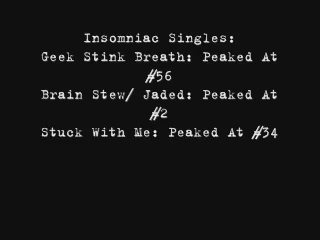 Insomniac Singles:
Geek Stink Breath: Peaked At
#56
Brain Stew/ Jaded: Peaked At
#2
Stuck With Me: Peaked At #34